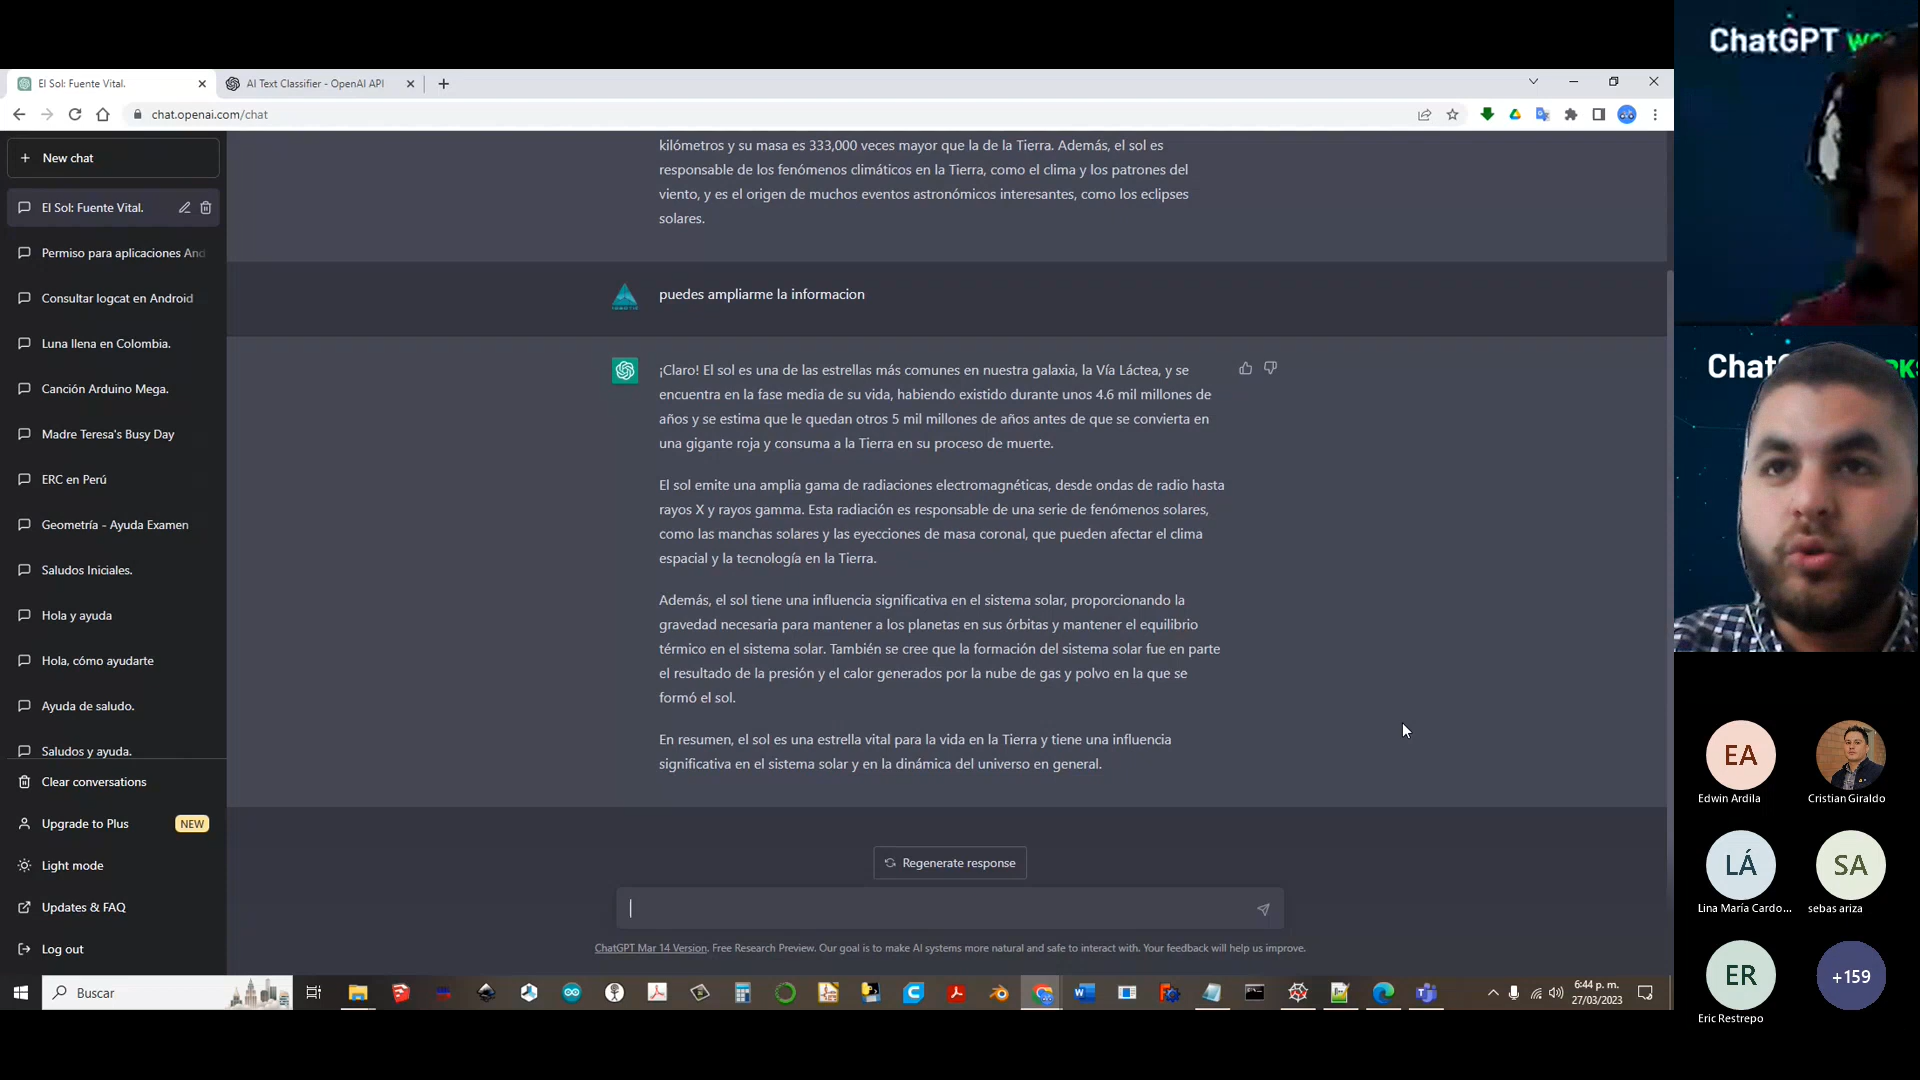 El Sol: Fuente Vital.
AI Text Classifier - OpenAI API
chat.openai.com/chat
New chat
El Sol: Fuente Vital.
Permiso para aplicaciones And
Consultar logcat en Android
Luna llena en Colombia.
Canción Arduino Mega.
Madre Teresa's Busy Day
ERC en Perú
Geometría - Ayuda Examen
Saludos Iniciales.
Hola y ayuda
Hola, cómo ayudarte
Ayuda de saludo.
Saludos y ayuda.
Clear conversations
Upgrade to Plus NEW
Light mode
Updates & FAQ
Log out
kilómetros y su masa es 333,000 veces mayor que la de la Tierra. Además, el sol es
responsable de los fenómenos climáticos en la Tierra, como el clima y los patrones del
viento, y es el origen de muchos eventos astronómicos interesantes, como los eclipses
solares.
puedes ampliarme la informacion
¡Claro! El sol es una de las estrellas más comunes en nuestra galaxia, la Vía Láctea, y se
encuentra en la fase media de su vida, habiendo existido durante unos 4.6 mil millones de
años y se estima que le quedan otros 5 mil millones de años antes de que se convierta en
una gigante roja y consuma a la Tierra en su proceso de muerte.
El sol emite una amplia gama de radiaciones electromagnéticas, desde ondas de radio hasta
rayos X y rayos gamma. Esta radiación es responsable de una serie de fenómenos solares,
como las manchas solares y las eyecciones de masa coronal, que pueden afectar el clima
espacial y la tecnología en la Tierra.
Además, el sol tiene una influencia significativa en el sistema solar, proporcionando la
gravedad necesaria para mantener a los planetas en sus órbitas y mantener el equilibrio
térmico en el sistema solar. También se cree que la formación del sistema solar fue en parte
el resultado de la presión y el calor generados por la nube de gas y polvo en la que se
formó el sol.
En resumen, el sol es una estrella vital para la vida en la Tierra y tiene una influencia
significativa en el sistema solar y en la dinámica del universo en general.
Regenerate response
ChatGPT Mar 14 Version. Free Research Preview. Our goal is to make AI systems more natural and safe to interact with. Your feedback will help us improve.
Buscar
6:44 p. m.
27/03/2023
ChatGPT
EA
Edwin Ardila
Cristian Giraldo
LÁ
Lina María Cardo...
SA
sebas ariza
ER
Eric Restrepo
+159